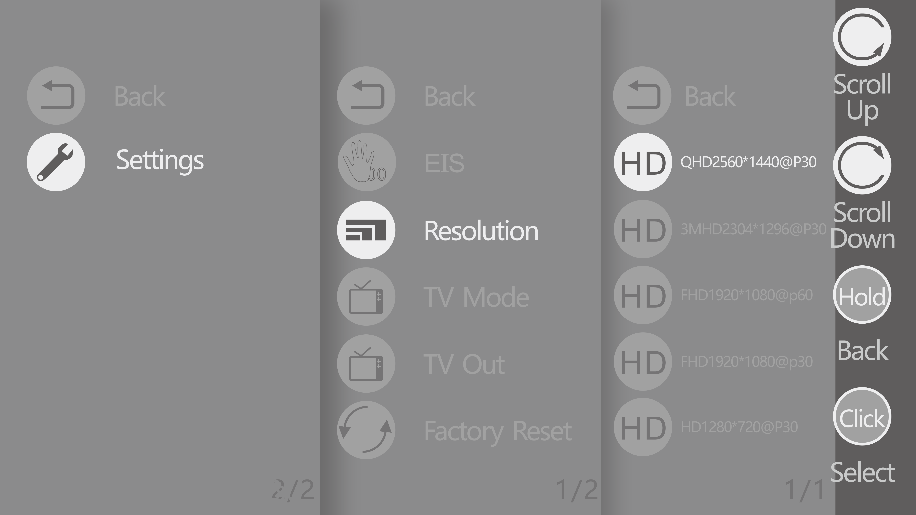 Back
Settings
2/2
Back
EIS
Resolution
TV Mode
TV Out
Factory Reset
1/2
Back
HD QHD2560*1440@P30
HD 3MHD2304*1296@P30
HD FHD1920*1080@p60
HD FHD1920*1080@p30
HD HD1280*720@P30
1/1
Scroll
Up
Scroll
Down
Hold
Back
Click
Select